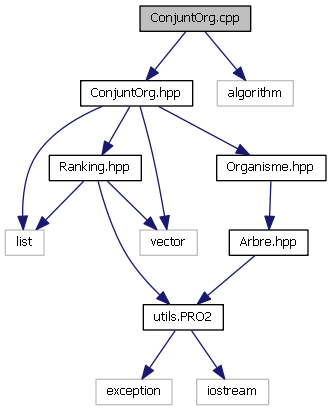 ConjuntOrg.cpp
ConjuntOrg.hpp
algorithm
Ranking.hpp
Organisme.hpp
list
vector
Arbre.hpp
utils.PRO2
exception
iostream